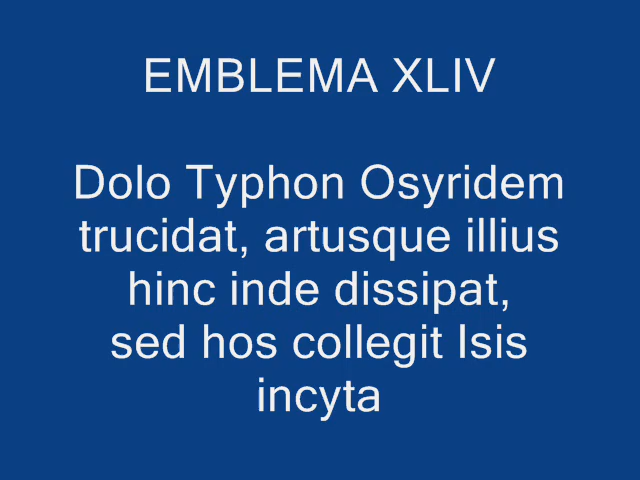 EMBLEMA XLIV
Dolo Typhon Osyridem
trucidat, artusque illius
hinc inde dissipat,
sed hos collegit Isis
incyta